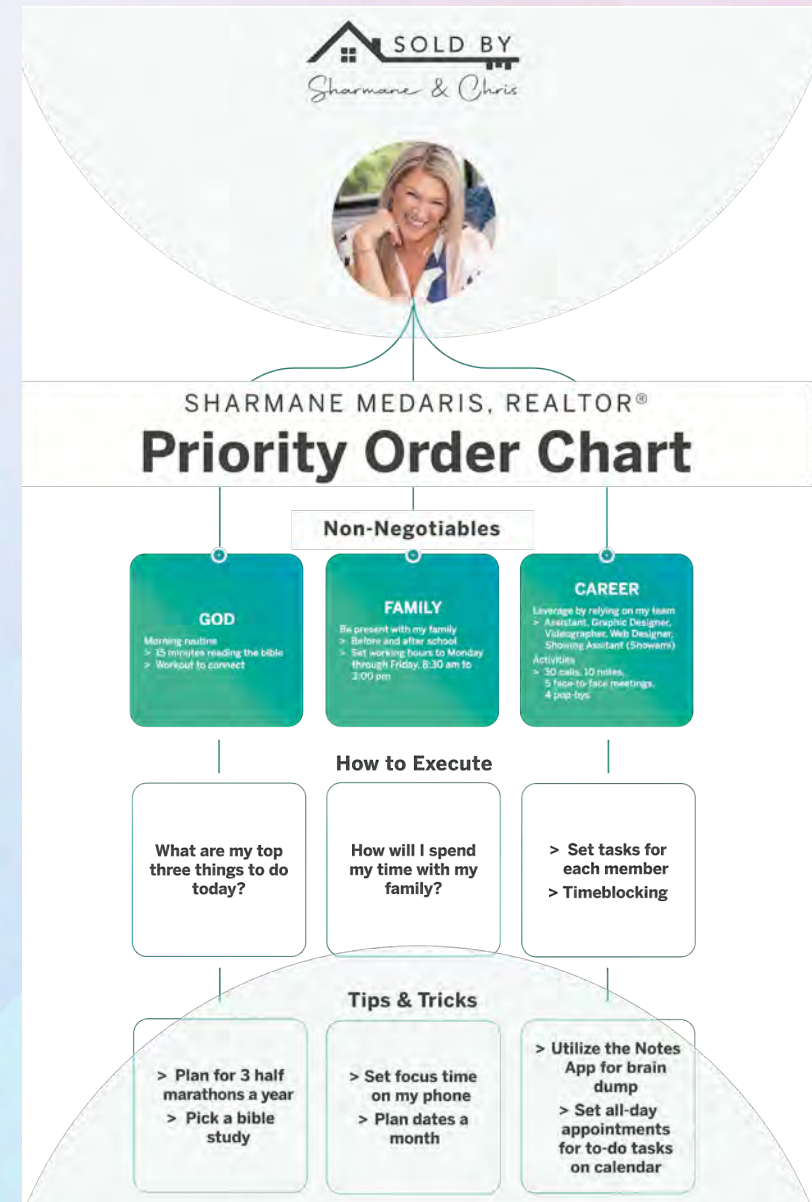 SOLD BY
Sharmane & Chris
SHARMANE MEDARIS, REALTOR®
Priority Order Chart
Non-Negotiables
GOD
Morning routine
> 15 minutes reading the bible
> Workout to connect
FAMILY
Be present with my family
> Before and after school
> Set working hours to Monday
through Friday, 8:30 am to
3:00 pm
CAREER
Leverage by relying on my team
> Assistant, Graphic Designer,
Videographer, Web Designer,
Showing Assitant (Showami)
Activities
> 30 calls, 10 notes,
5 face-to-face meetings,
4 pop-bys
How to Execute
What are my top
three things to do
today?
How will I spend
my time with my
family?
> Set tasks for
each member
> Timeblocking
Tips & Tricks
> Plan for 3 half
marathons a year
> Pick a bible
study
> Set focus time
on my phone
> Plan dates a
month
> Utilize the Notes
App for brain
dump
> Set all-day
appointments
for to-do tasks
on calendar